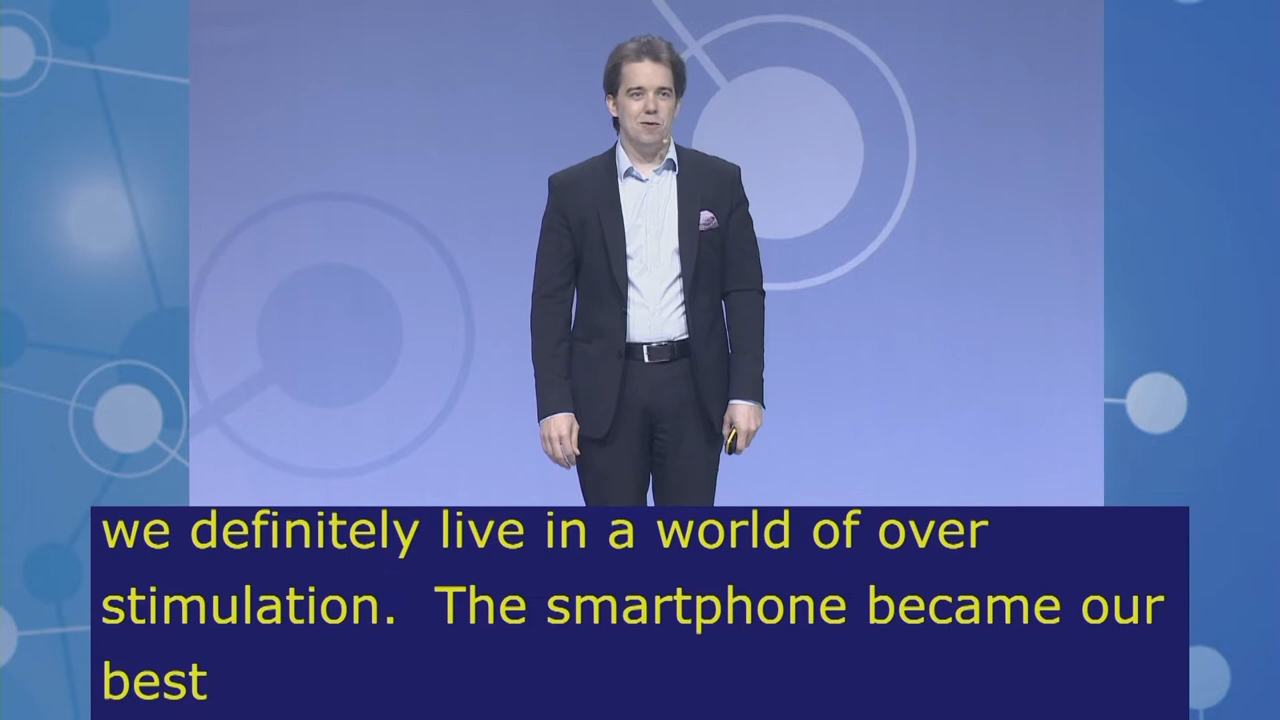 we definitely live in a world of over
stimulation.  The smartphone became our
best